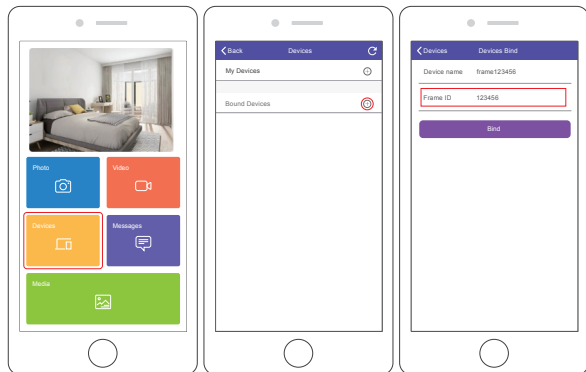 Photo
Video
Devices
Messages
Media
Back Devices
My Devices
Bound Devices
Devices Devices Bind
Device name frame123456
Frame ID 123456
Bind